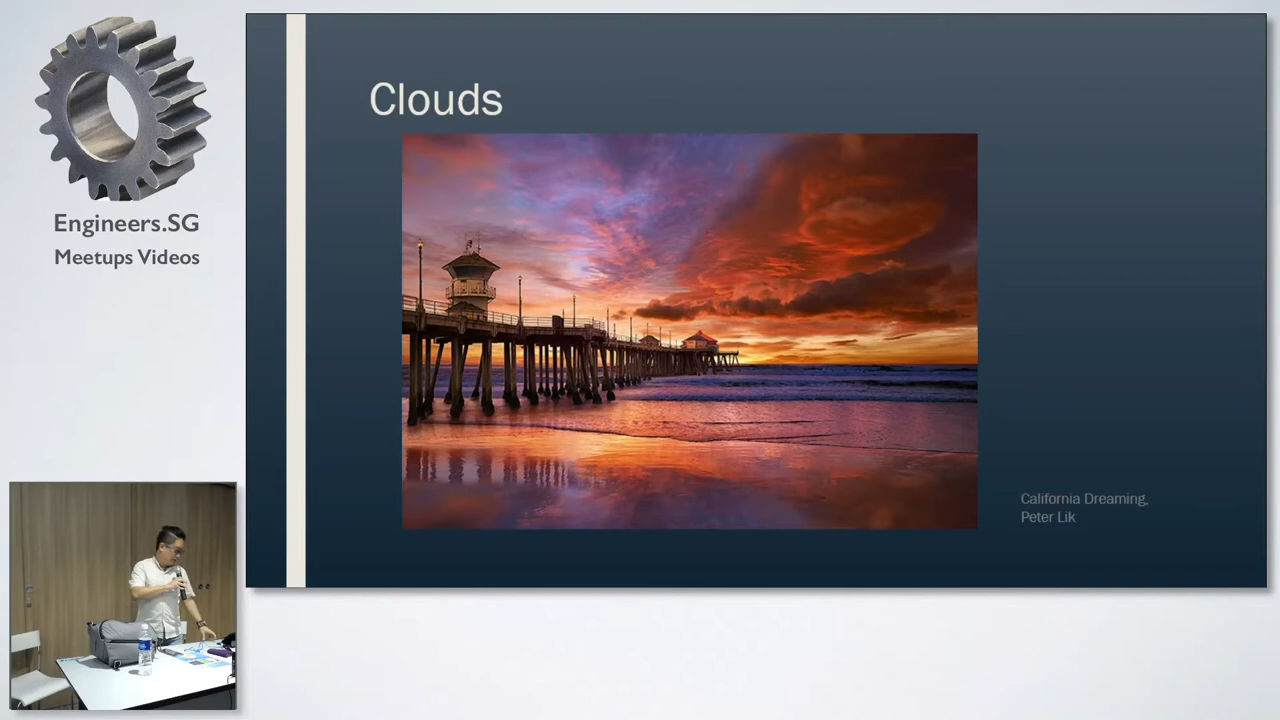 Engineers.SG
Meetups Videos
Clouds
California Dreaming,
Peter Lik